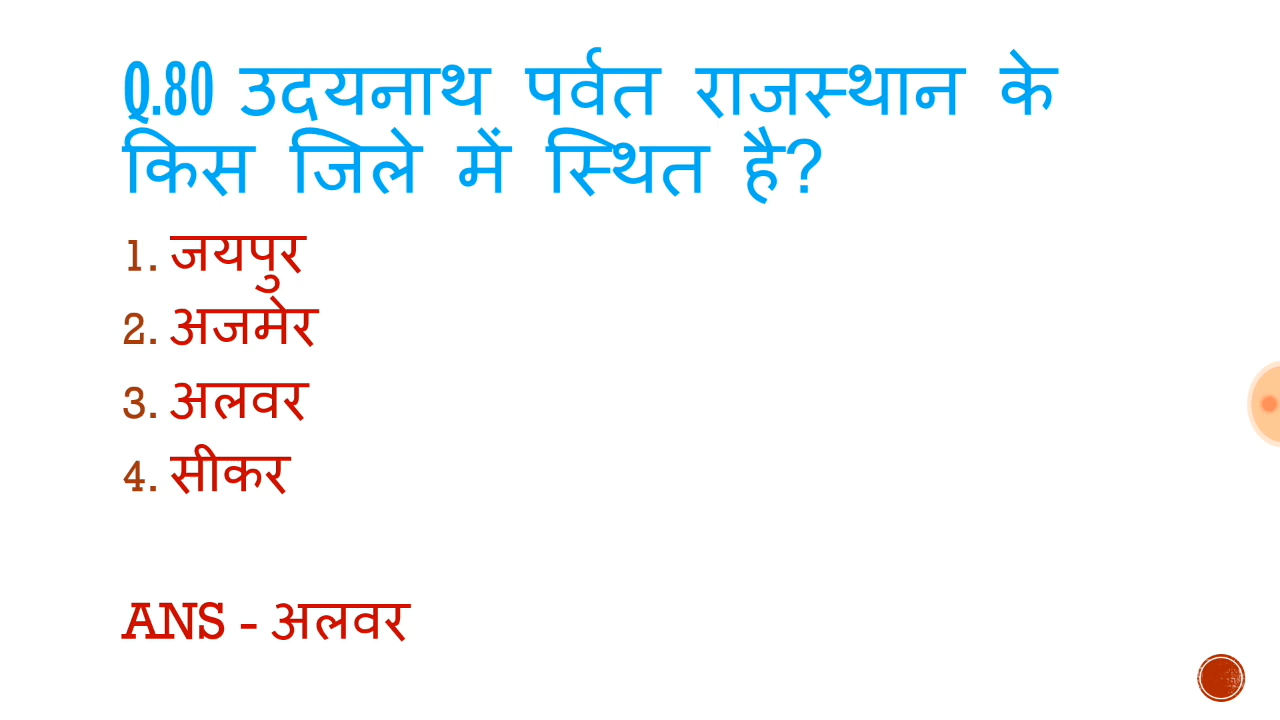 Q.80 उदयनाथ पर्वत राजस्थान के
किस जिले में स्थित है?
1. जयपुर
2. अजमेर
3. अलवर
4. सीकर
ANS - अलवर